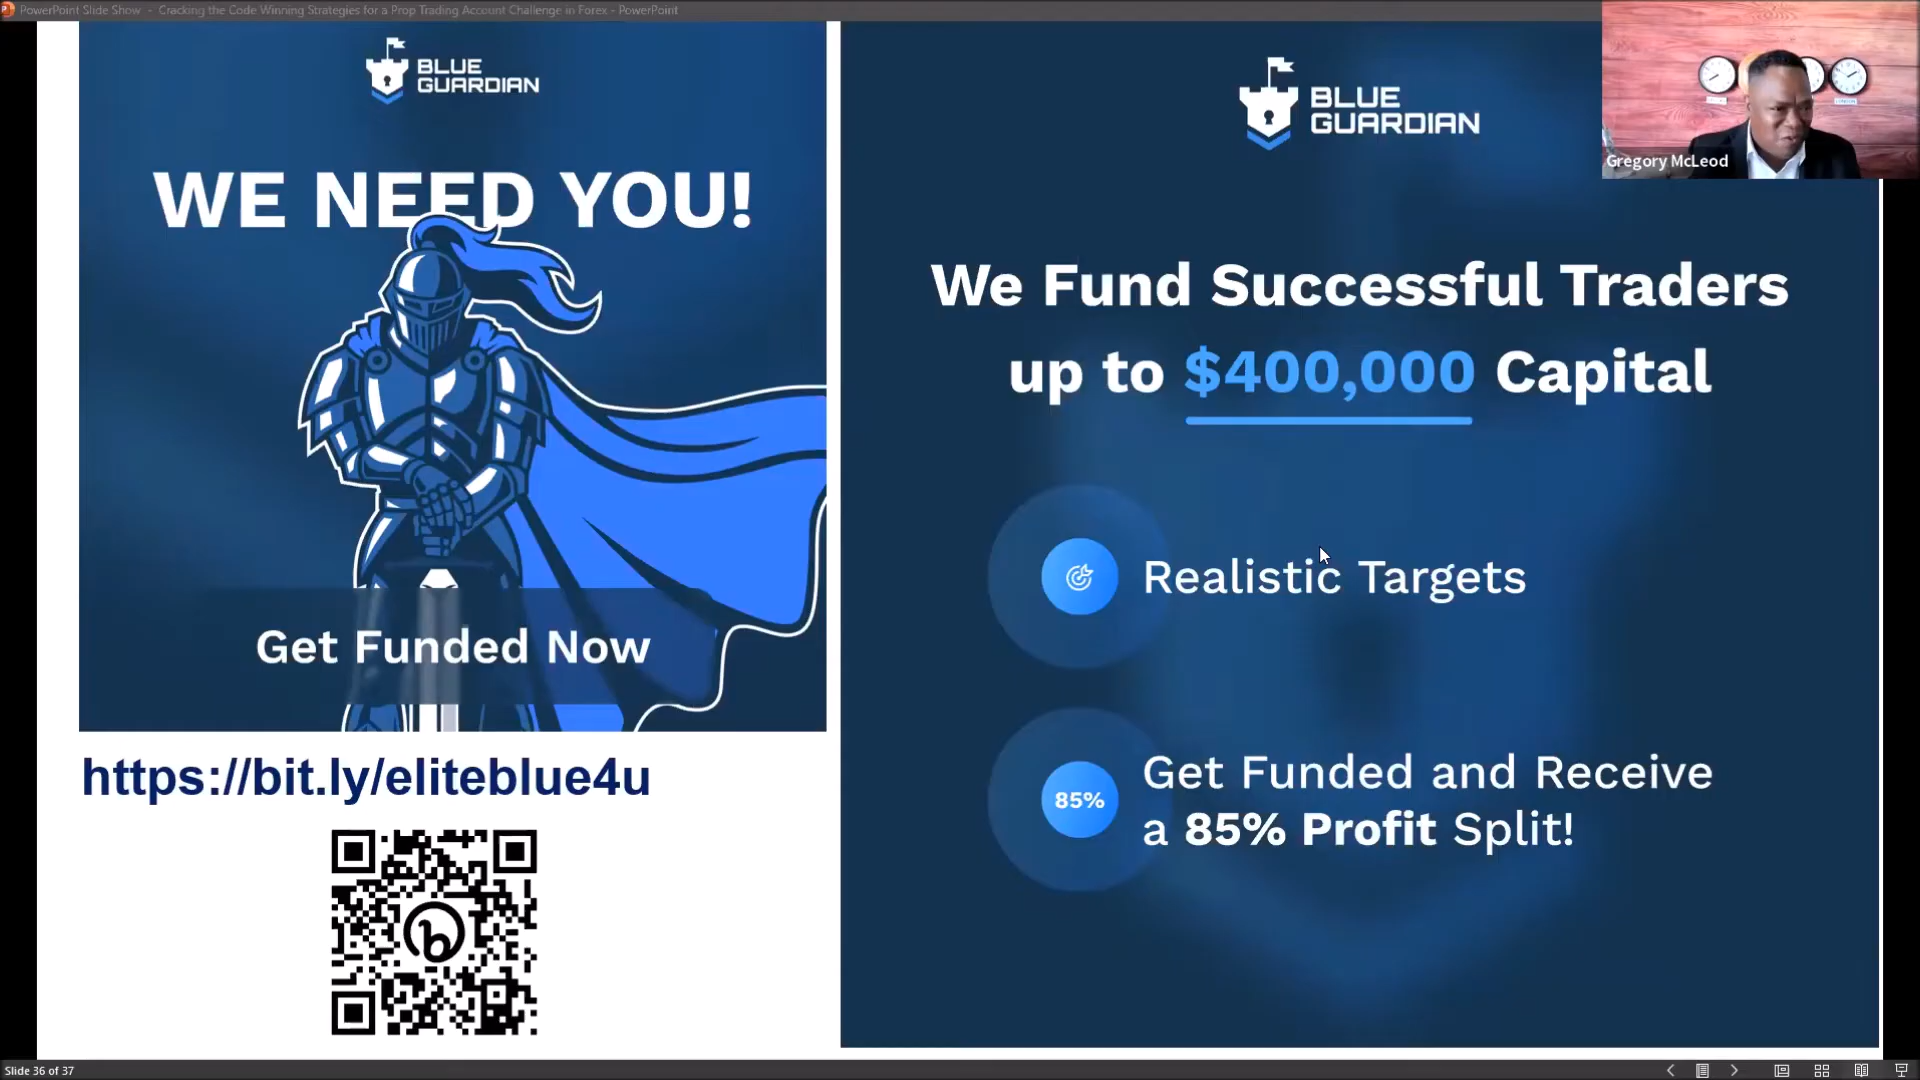 PowerPoint Slide Show - Cracking the Code Winning Strategies for a Prop Trading Account Challenge in Forex - PowerPoint
BLUE
GUARDIAN
WE NEED YOU!
Get Funded Now
https://bit.ly/eliteblue4u
BLUE
GUARDIAN
We Fund Successful Traders
up to $400,000 Capital
Realistic Targets
85%
Get Funded and Receive
a 85% Profit Split!
Gregory McLeod
Slide 36 of 37